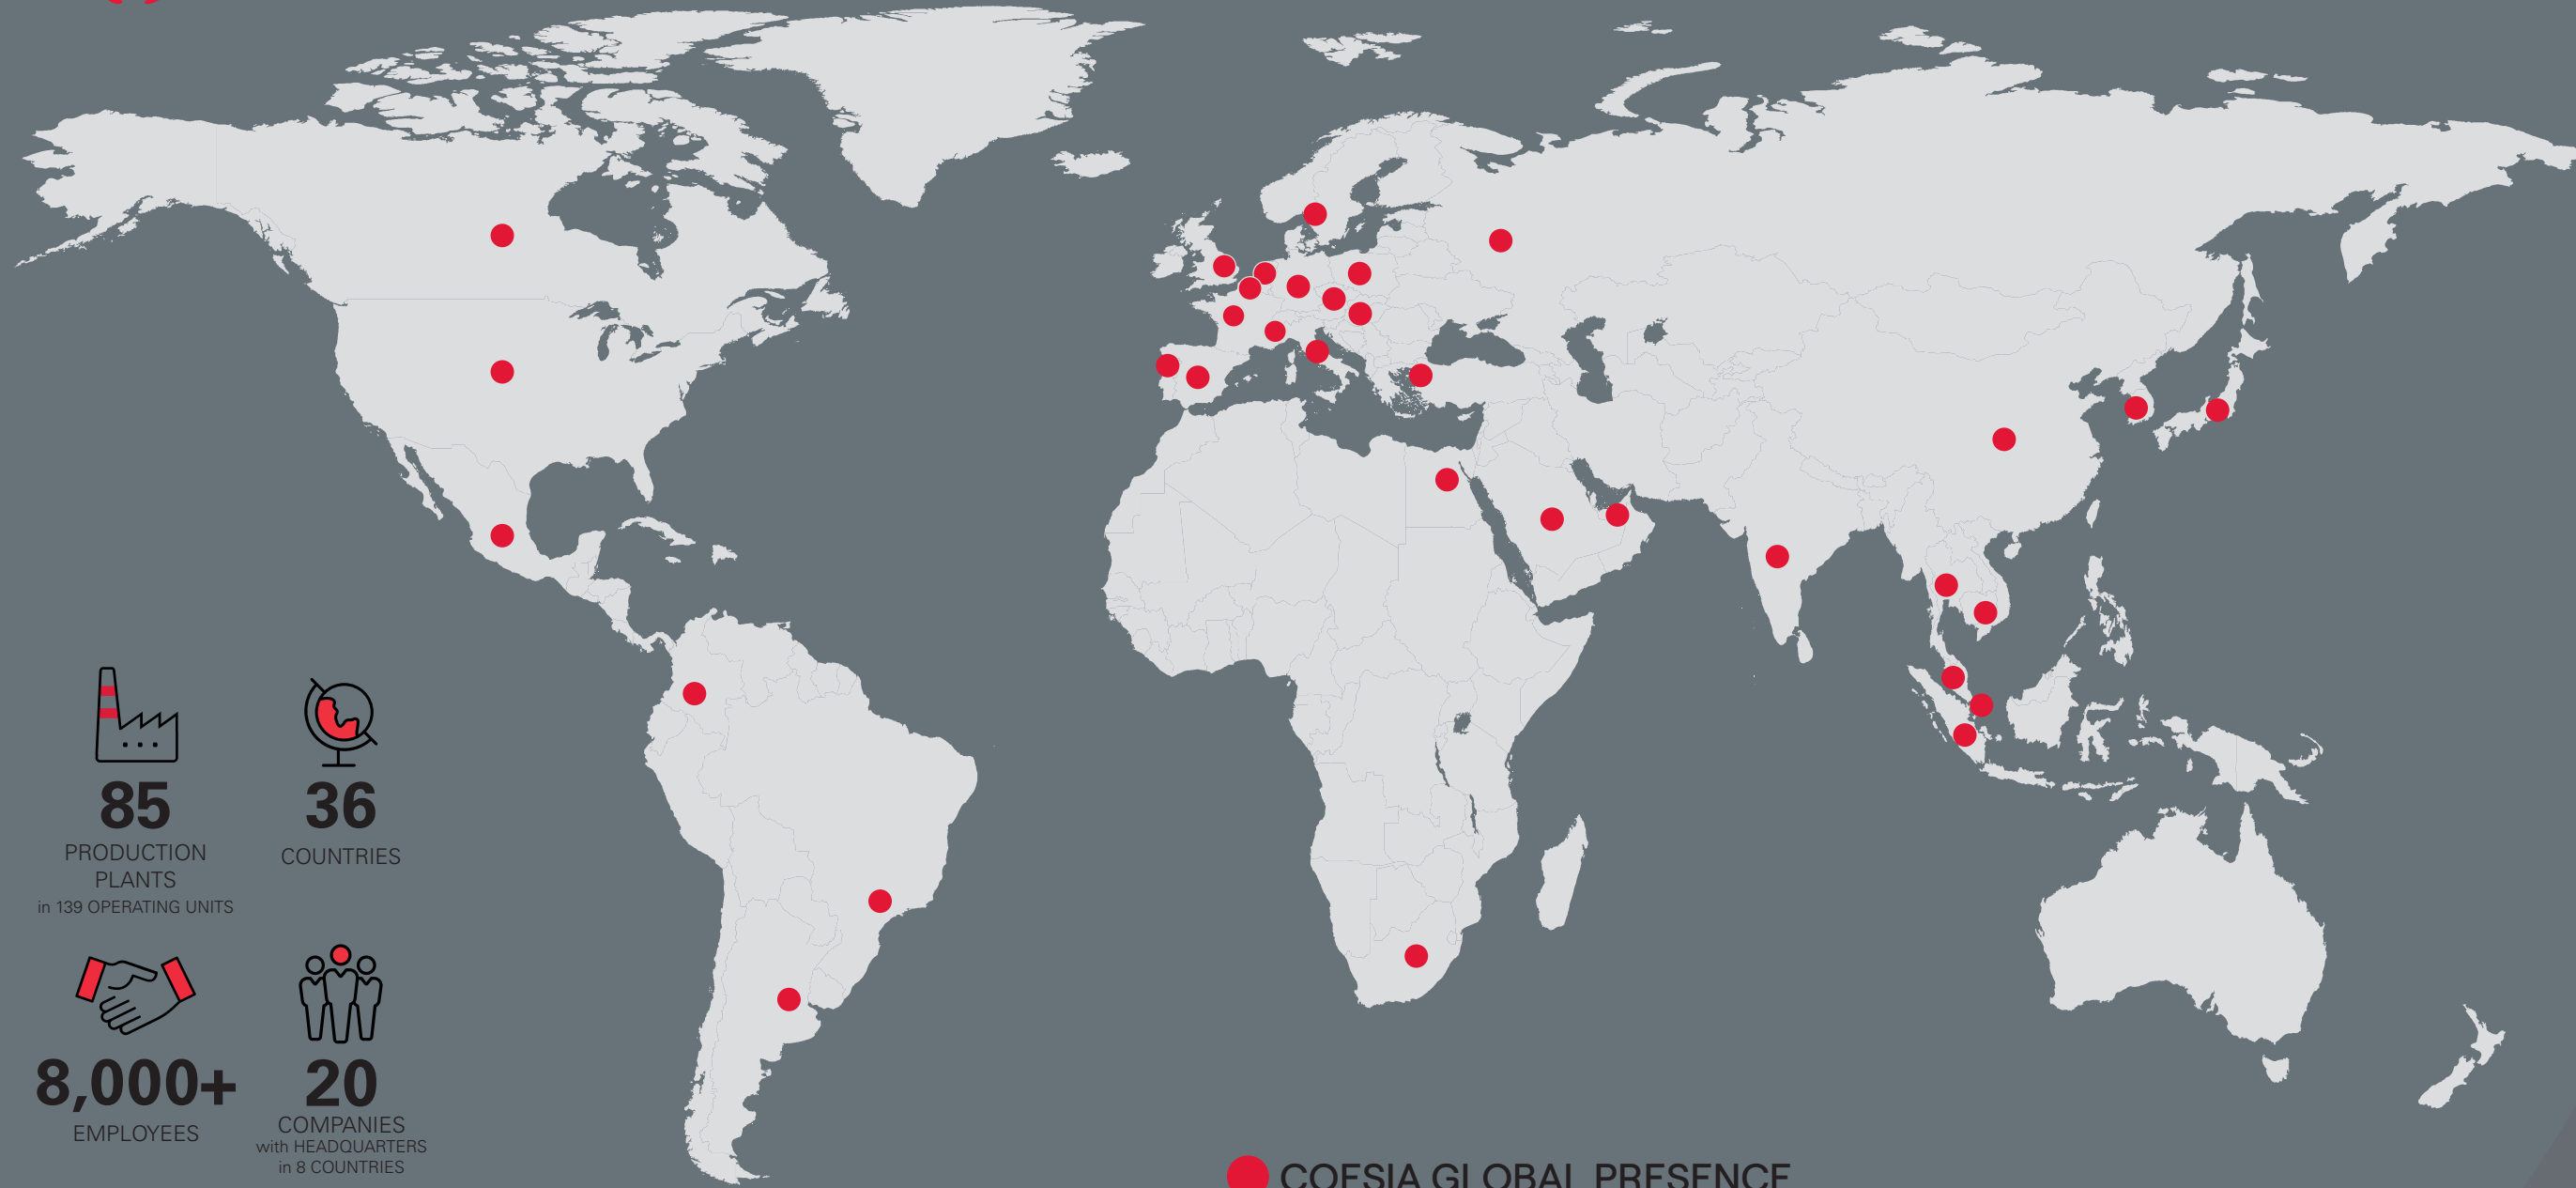 85
PRODUCTION
PLANTS
in 139 OPERATING UNITS
36
COUNTRIES
8,000+
EMPLOYEES
20
COMPANIES
with HEADQUARTERS
in 8 COUNTRIES
COESIA GLOBAL PRESENCE